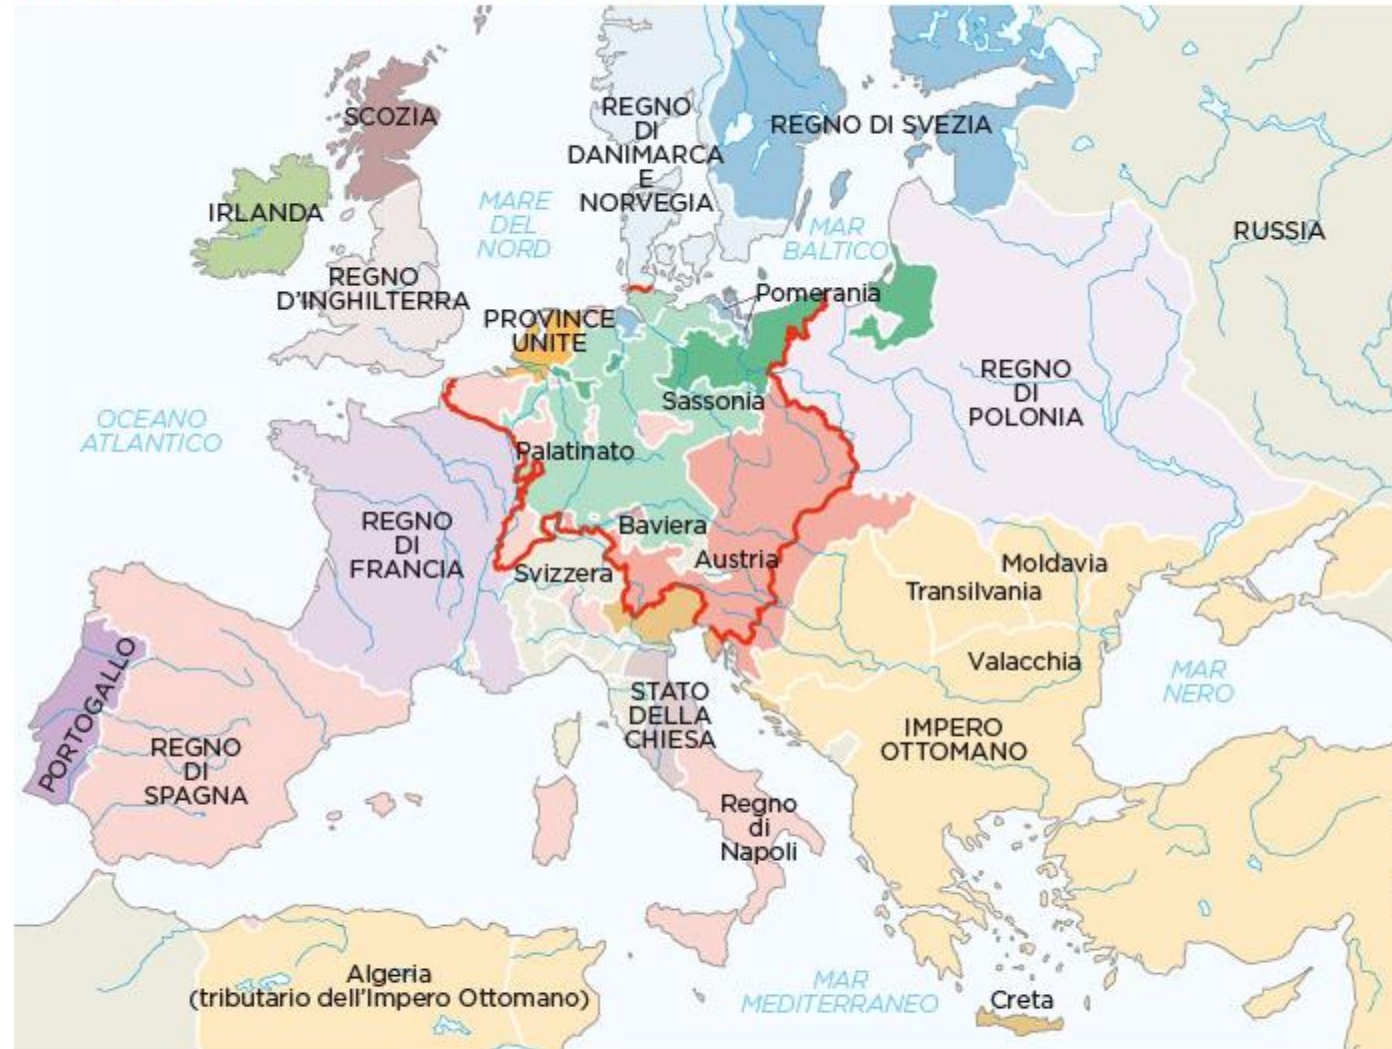 SCOZIA
REGNO
DI
DANIMARCA
E
NORVEGIA
REGNO DI SVEZIA
IRLANDA
MARE
DEL
NORD
MAR
BALTICO
RUSSIA
REGNO
D'INGHILTERRA
PROVINCE
UNITE
Pomerania
REGNO
DI
POLONIA
OCEANO
ATLANTICO
Sassonia
Palatinato
REGNO
DI
FRANCIA
Baviera
Austria
Svizzera
Moldavia
Transilvania
Valacchia
MAR
NERO
PORTOGALLO
REGNO
DI
SPAGNA
STATO
DELLA
CHIESA
IMPERO
OTTOMANO
Regno
di
Napoli
Algeria
(tributario dell'Impero Ottomano)
MAR
MEDITERRANEO
Creta